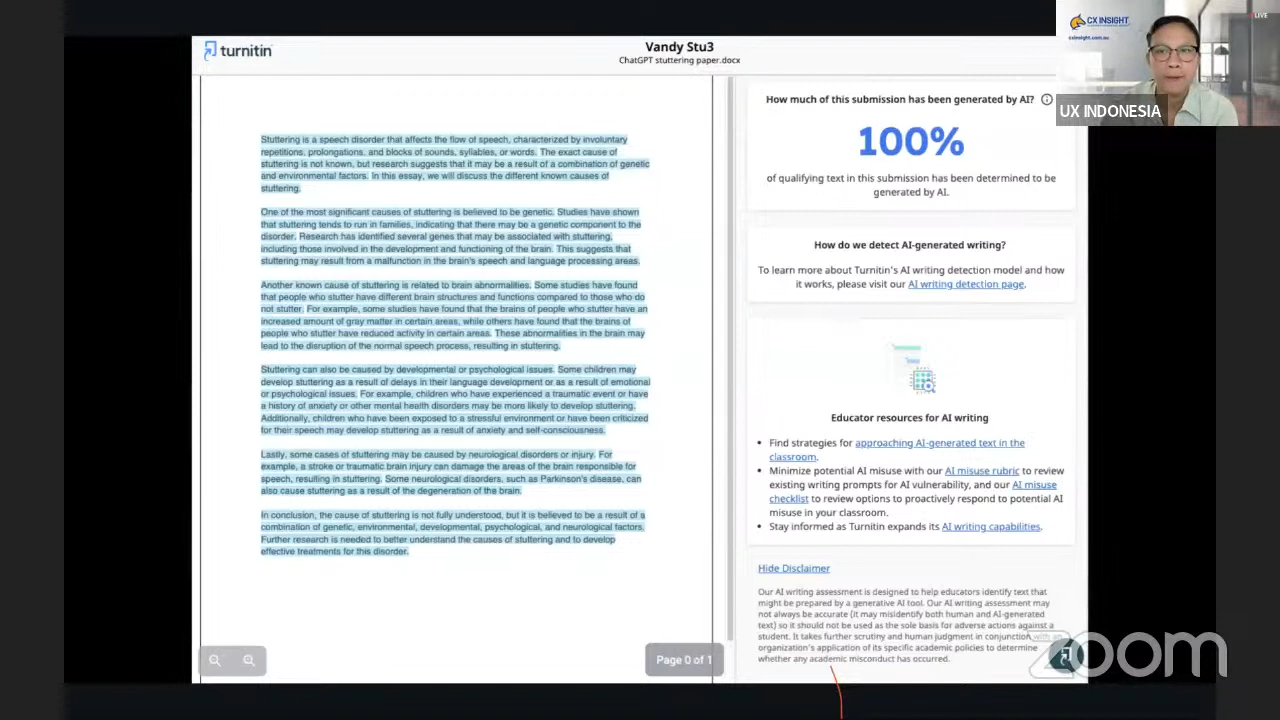 turnitin
Vandy Stu3
ChatGPT stuttering paper.docx
CX INSIGHT
cxinsight.com.au
LIVE
UX INDONESIA
Stuttering is a speech disorder that affects the flow of speech, characterized by involuntary
repetitions, prolongations, and blocks of sounds, syllables, or words. The exact cause of
stuttering is not known, but research suggests that it may be a result of a combination of genetic
and environmental factors. In this essay, we will discuss the different known causes of
stuttering.
One of the most significant causes of stuttering is believed to be genetic. Studies have shown
that stuttering tends to run in families, indicating that there may be a genetic component to the
disorder. Research has identified several genes that may be associated with stuttering,
including those involved in the development and functioning of the brain. This suggests that
stuttering may result from a malfunction in the brain's speech and language processing areas.
Another known cause of stuttering is related to brain abnormalities. Some studies have found
that people who stutter have different brain structures and functions compared to those who do
not stutter. For example, some studies have found that the brains of people who stutter have an
increased amount of gray matter in certain areas, while others have found that the brains of
people who stutter have reduced activity in certain areas. These abnormalities in the brain may
lead to the disruption of the normal speech process, resulting in stuttering.
Stuttering can also be caused by developmental or psychological issues. Some children may
develop stuttering as a result of delays in their language development or as a result of emotional
or psychological issues. For example, children who have experienced a traumatic event or have
a history of anxiety or other mental health disorders may be more likely to develop stuttering.
Additionally, children who have been exposed to a stressful environment or have been criticized
for their speech may develop stuttering as a result of anxiety and self-consciousness.
Lastly, some cases of stuttering may be caused by neurological disorders or injury. For
example, a stroke or traumatic brain injury can damage the areas of the brain responsible for
speech, resulting in stuttering. Some neurological disorders, such as Parkinson's disease, can
also cause stuttering as a result of the degeneration of the brain.
In conclusion, the cause of stuttering is not fully understood, but it is believed to be a result of a
combination of genetic, environmental, developmental, psychological, and neurological factors.
Further research is needed to better understand the causes of stuttering and to develop
effective treatments for this disorder.
Page 0 of 1
How much of this submission has been generated by AI?
100%
of qualifying text in this submission has been determined to be
generated by AI.
How do we detect AI-generated writing?
To learn more about Turnitin's AI writing detection model and how
it works, please visit our AI writing detection page.
Educator resources for AI writing
• Find strategies for approaching AI-generated text in the
classroom.
• Minimize potential AI misuse with our AI misuse rubric to review
existing writing prompts for AI vulnerability, and our AI misuse
checklist to review options to proactively respond to potential AI
misuse in your classroom.
• Stay informed as Turnitin expands its AI writing capabilities.
Hide Disclaimer
Our AI writing assessment is designed to help educators identify text that
might be prepared by a generative AI tool. Our AI writing assessment may
not always be accurate (it may misidentify both human and AI-generated
text) so it should not be used as the sole basis for adverse actions against a
student. It takes further scrutiny and human judgment in conjunction with an
organization's application of its specific academic policies to determine
whether any academic misconduct has occurred.
zoom